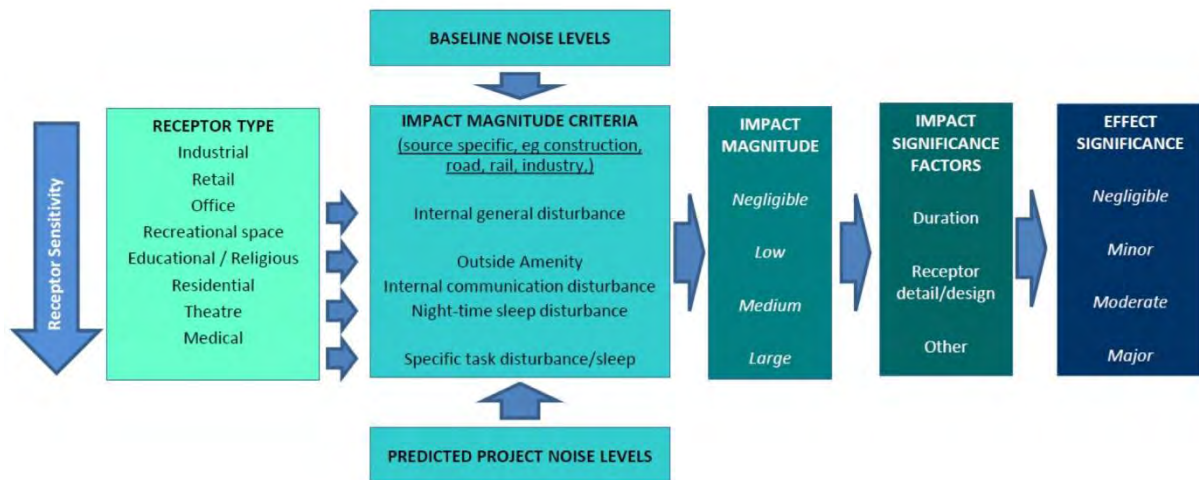 BASELINE NOISE LEVELS
Receptor Sensitivity
RECEPTOR TYPE
Industrial
Retail
Office
Recreational space
Educational / Religious
Residential
Theatre
Medical
IMPACT MAGNITUDE CRITERIA
(source specific, eg construction,
road, rail, industry,)
Internal general disturbance
Outside Amenity
Internal communication disturbance
Night-time sleep disturbance
Specific task disturbance/sleep
IMPACT
MAGNITUDE
Negligible
Low
Medium
Large
IMPACT
SIGNIFICANCE
FACTORS
Duration
Receptor
detail/design
Other
EFFECT
SIGNIFICANCE
Negligible
Minor
Moderate
Major
PREDICTED PROJECT NOISE LEVELS